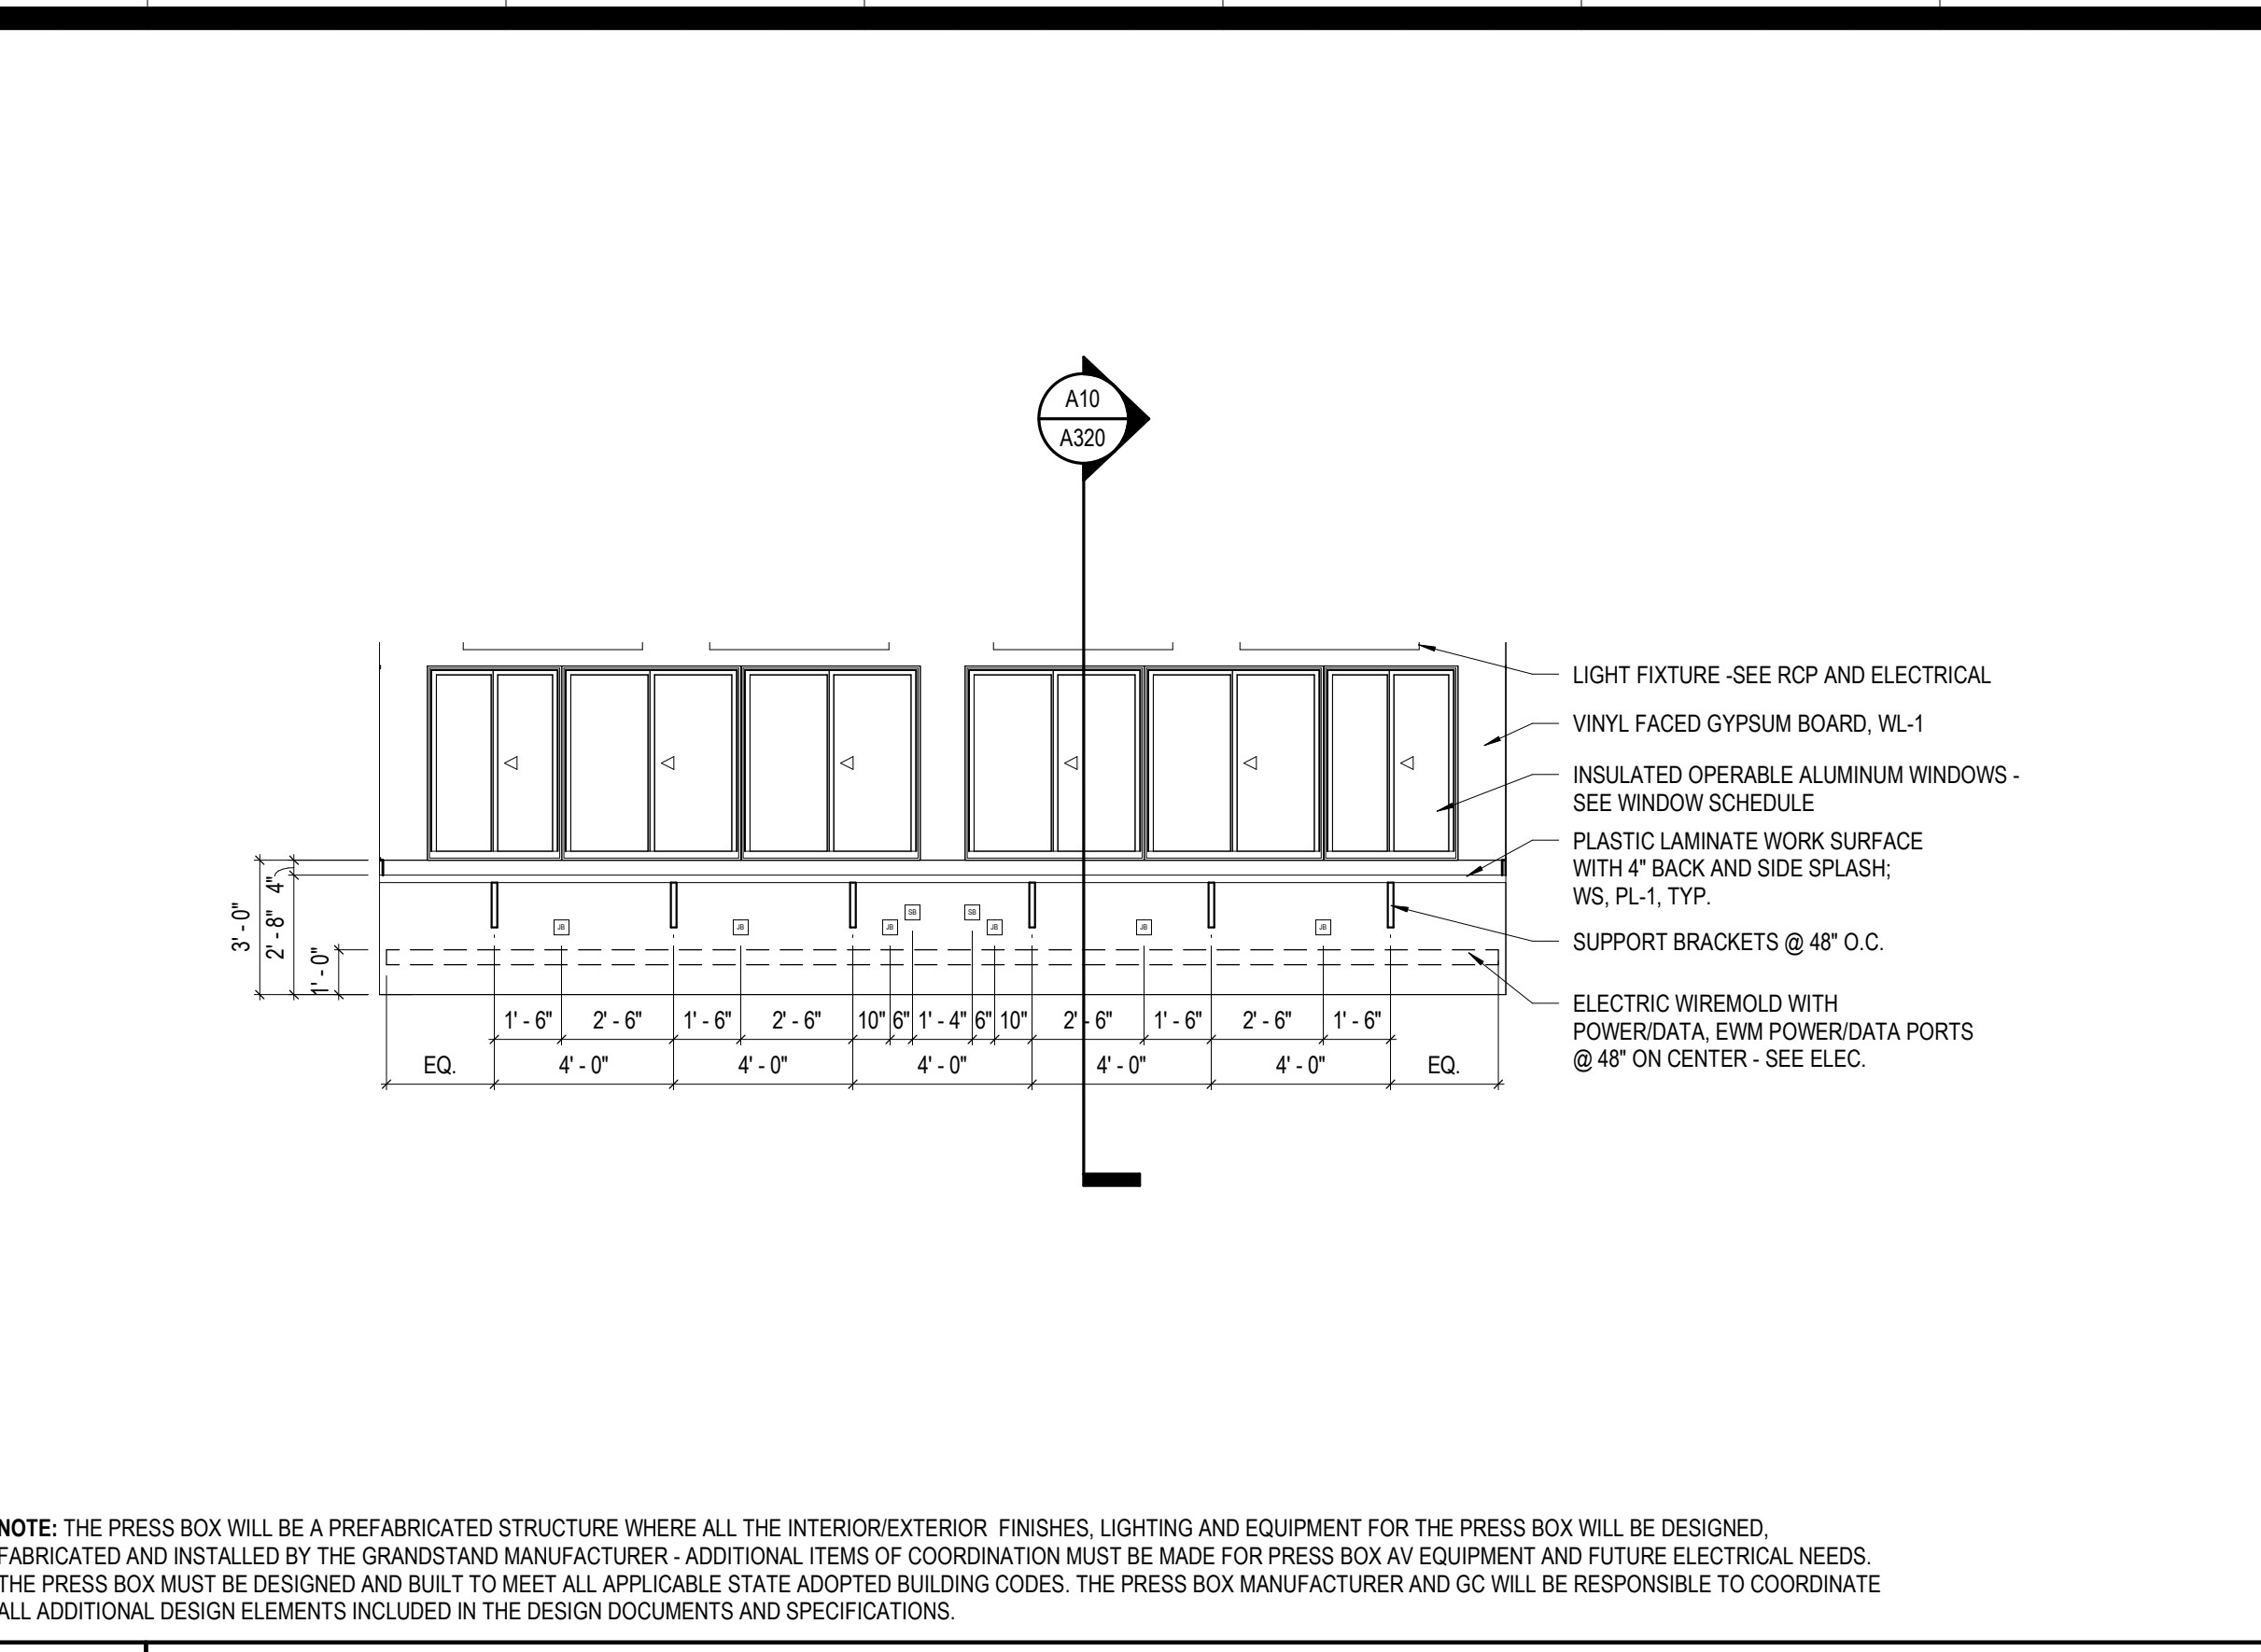 A10
A320
LIGHT FIXTURE -SEE RCP AND ELECTRICAL
VINYL FACED GYPSUM BOARD, WL-1
INSULATED OPERABLE ALUMINUM WINDOWS -
SEE WINDOW SCHEDULE
PLASTIC LAMINATE WORK SURFACE
WITH 4" BACK AND SIDE SPLASH;
WS, PL-1, TYP.
SUPPORT BRACKETS @ 48" O.C.
ELECTRIC WIREMOLD WITH
POWER/DATA, EWM POWER/DATA PORTS
@ 48" ON CENTER - SEE ELEC.
3' - 0"
2' - 8" 4"
1' - 0"
SB SB
JB JB JB JB JB JB
1' - 6" 2' - 6" 1' - 6" 2' - 6" 10" 6" 1' - 4" 6" 10" 2' - 6" 1' - 6" 2' - 6" 1' - 6"
EQ. 4' - 0" 4' - 0" 4' - 0" 4' - 0" 4' - 0" EQ.
NOTE: THE PRESS BOX WILL BE A PREFABRICATED STRUCTURE WHERE ALL THE INTERIOR/EXTERIOR FINISHES, LIGHTING AND EQUIPMENT FOR THE PRESS BOX WILL BE DESIGNED,
FABRICATED AND INSTALLED BY THE GRANDSTAND MANUFACTURER - ADDITIONAL ITEMS OF COORDINATION MUST BE MADE FOR PRESS BOX AV EQUIPMENT AND FUTURE ELECTRICAL NEEDS.
THE PRESS BOX MUST BE DESIGNED AND BUILT TO MEET ALL APPLICABLE STATE ADOPTED BUILDING CODES. THE PRESS BOX MANUFACTURER AND GC WILL BE RESPONSIBLE TO COORDINATE
ALL ADDITIONAL DESIGN ELEMENTS INCLUDED IN THE DESIGN DOCUMENTS AND SPECIFICATIONS.